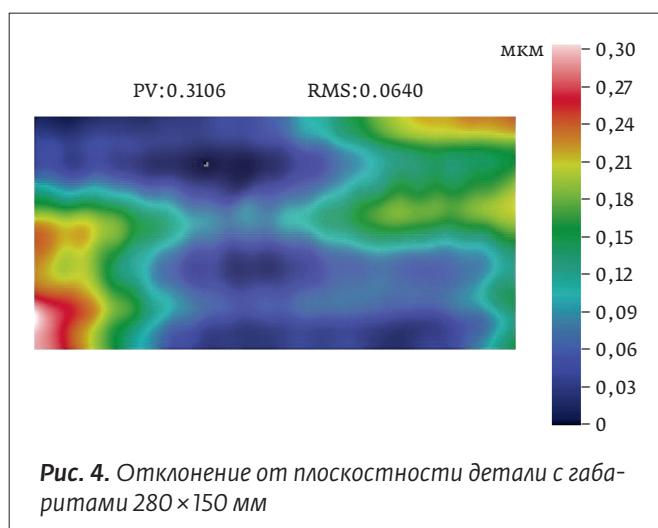 мкм
PV:0.3106 RMS:0.0640
0,30
0,27
0,24
0,21
0,18
0,15
0,12
0,09
0,06
0,03
0
Рис. 4. Отклонение от плоскостности детали с габа-
ритами 280×150 мм